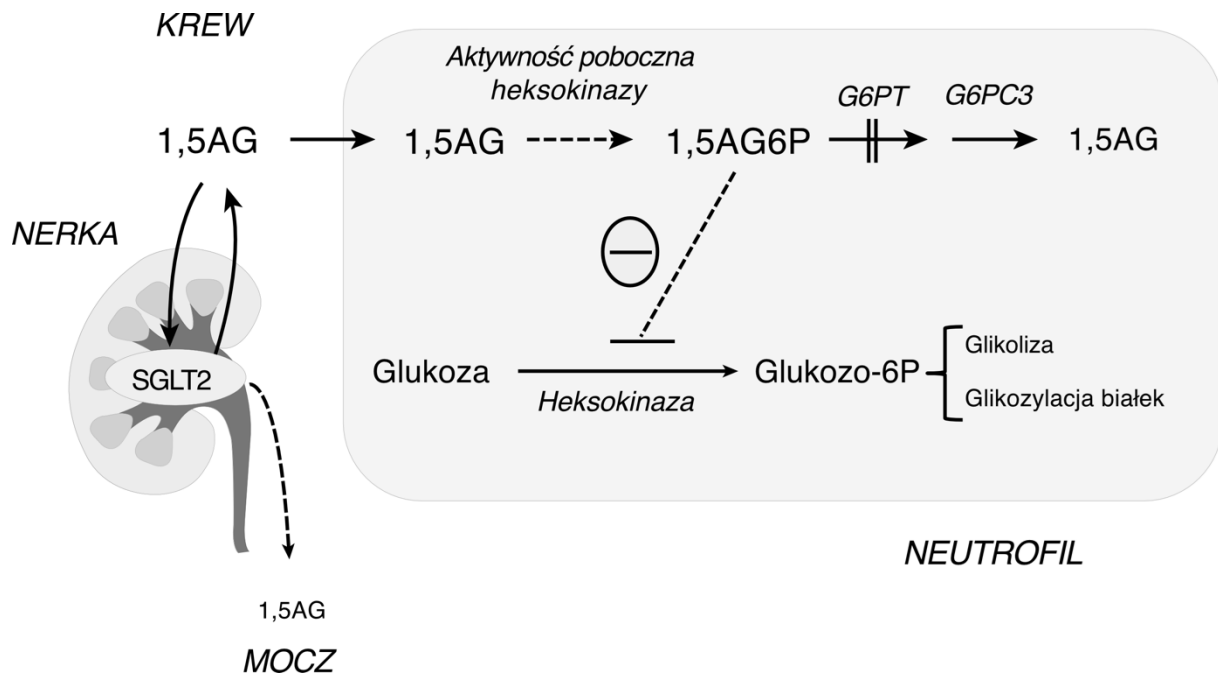 KREW
Aktywność poboczna
heksokinazy
G6PT
G6PC3
1,5AG
1,5AG
1,5AG6P
1,5AG
NERKA
SGLT2
Glukoza
Heksokinaza
Glukozo-6P
Glikoliza
Glikozylacja białek
NEUTROFIL
1,5AG
MOCZ